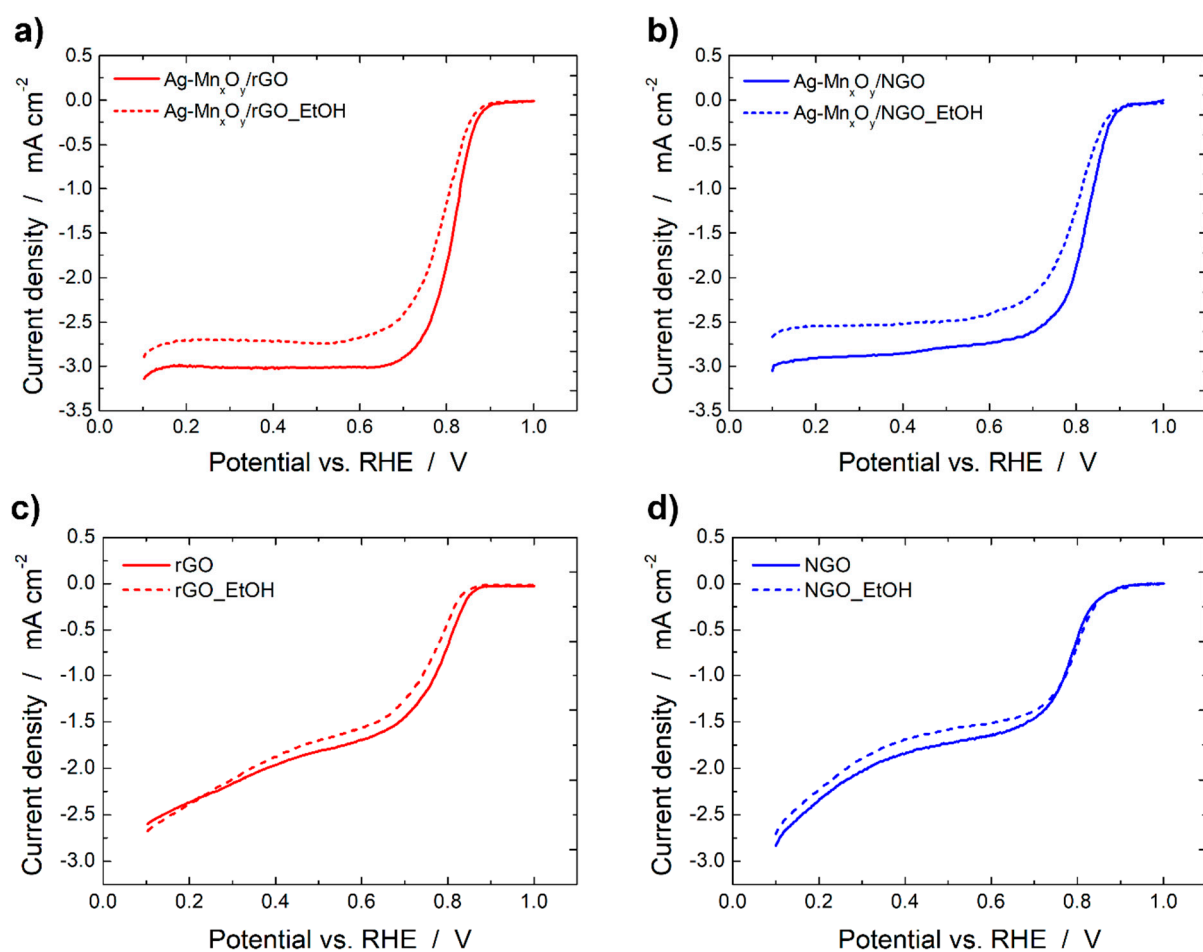 a)
0.5
0.0
-0.5
-1.0
-1.5
-2.0
-2.5
-3.0
-3.5
Current density / mA cm⁻²
Ag-MnₓOᵧ/rGO
Ag-MnₓOᵧ/rGO_EtOH
0.0 0.2 0.4 0.6 0.8 1.0
Potential vs. RHE / V
b)
0.5
0.0
-0.5
-1.0
-1.5
-2.0
-2.5
-3.0
-3.5
Current density / mA cm⁻²
Ag-MnₓOᵧ/NGO
Ag-MnₓOᵧ/NGO_EtOH
0.0 0.2 0.4 0.6 0.8 1.0
Potential vs. RHE / V
c)
0.5
0.0
-0.5
-1.0
-1.5
-2.0
-2.5
-3.0
Current density / mA cm⁻²
rGO
rGO_EtOH
0.0 0.2 0.4 0.6 0.8 1.0
Potential vs. RHE / V
d)
0.5
0.0
-0.5
-1.0
-1.5
-2.0
-2.5
-3.0
Current density / mA cm⁻²
NGO
NGO_EtOH
0.0 0.2 0.4 0.6 0.8 1.0
Potential vs. RHE / V